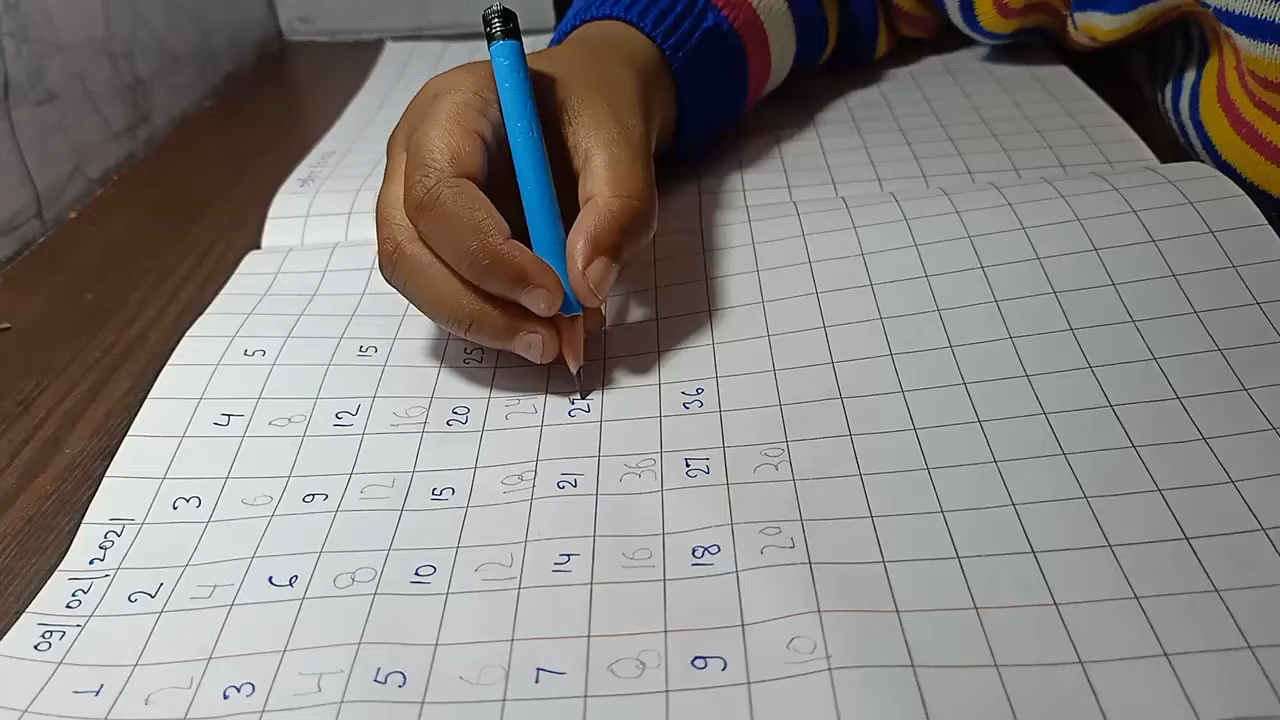 09/02/2021
1 2 3 4 5
2 4 6 8
3 6 9 12 15
4 8 12 16
5 10 15 20 25
6 12 18 24
7 14 21 27
8 16 36
9 18 27 36
10 20 30